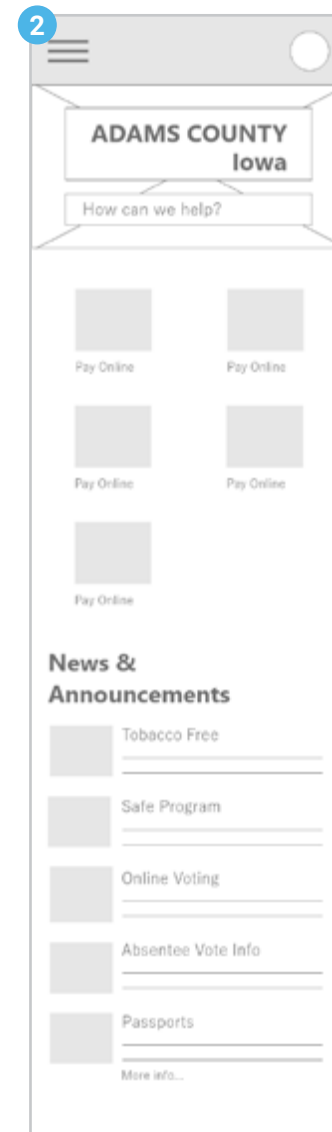 2
ADAMS COUNTY
Iowa
How can we help?
Pay Online
Pay Online
Pay Online
Pay Online
Pay Online
News &
Announcements
Tobacco Free
Safe Program
Online Voting
Absentee Vote Info
Passports
More info...